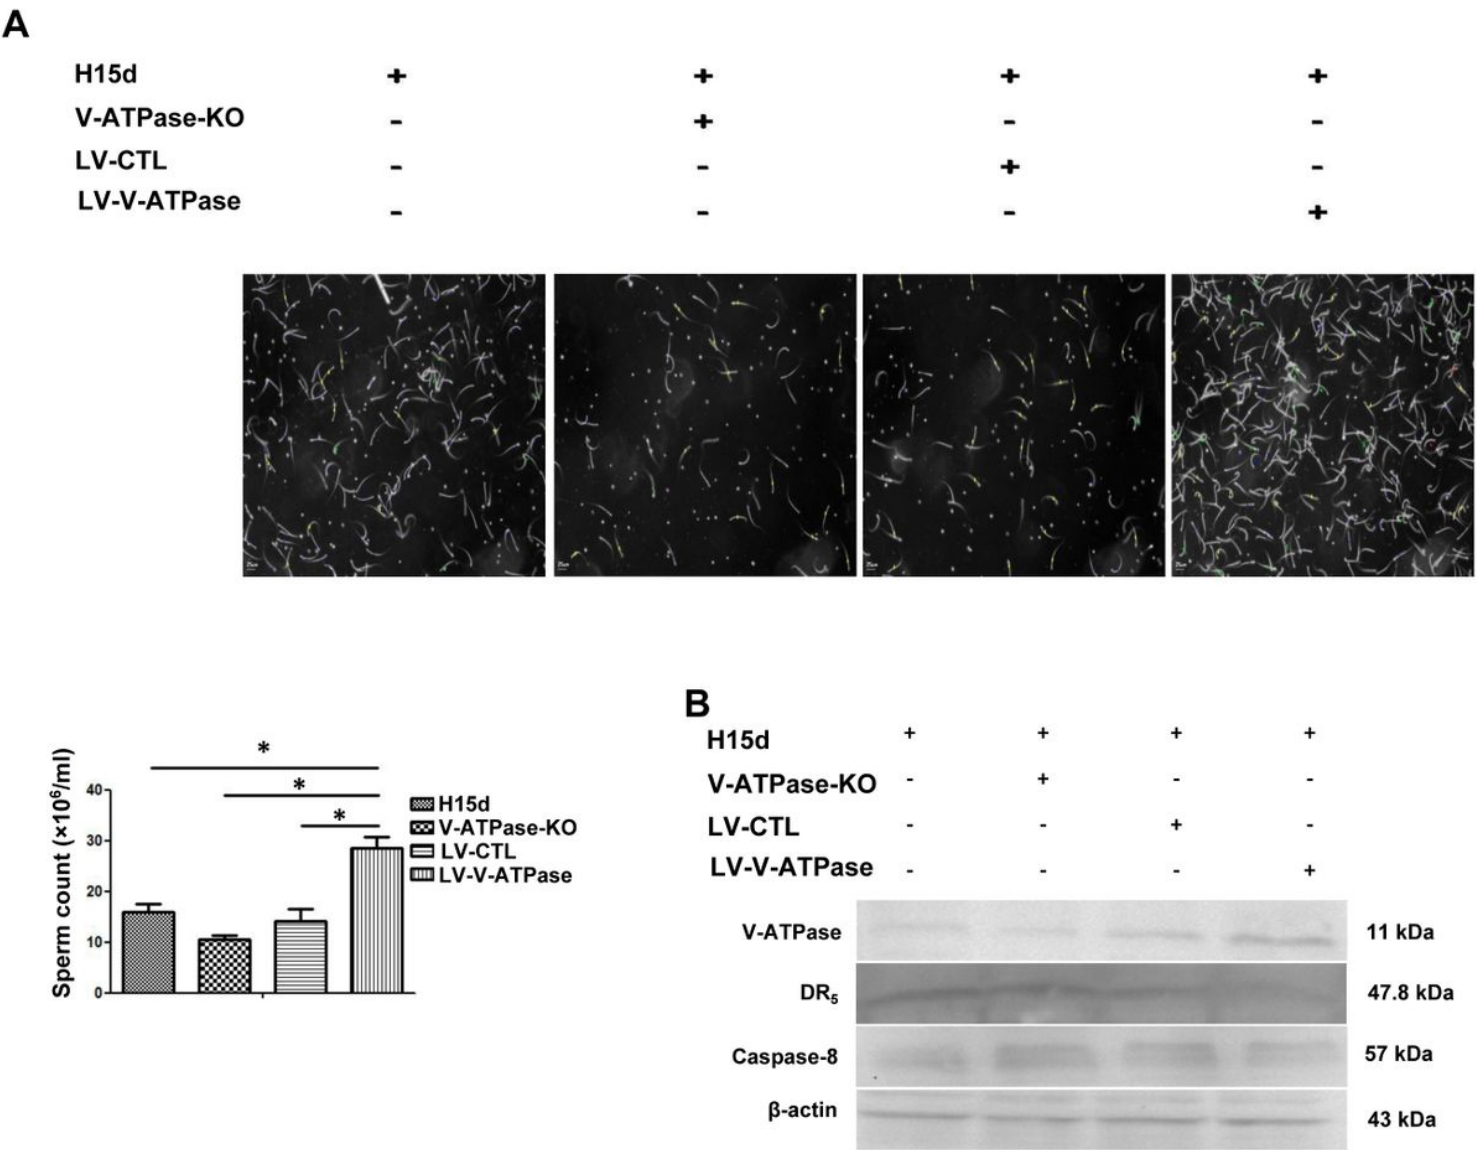 A
H15d + + + +
V-ATPase-KO - + - -
LV-CTL - - + -
LV-V-ATPase - - - +
Sperm count (×10⁶/ml)
40
30
20
10
0
* 
*
*
H15d
V-ATPase-KO
LV-CTL
LV-V-ATPase
B
H15d + + + +
V-ATPase-KO - + - -
LV-CTL - - + -
LV-V-ATPase - - - +
V-ATPase 11 kDa
DR₅ 47.8 kDa
Caspase-8 57 kDa
β-actin 43 kDa